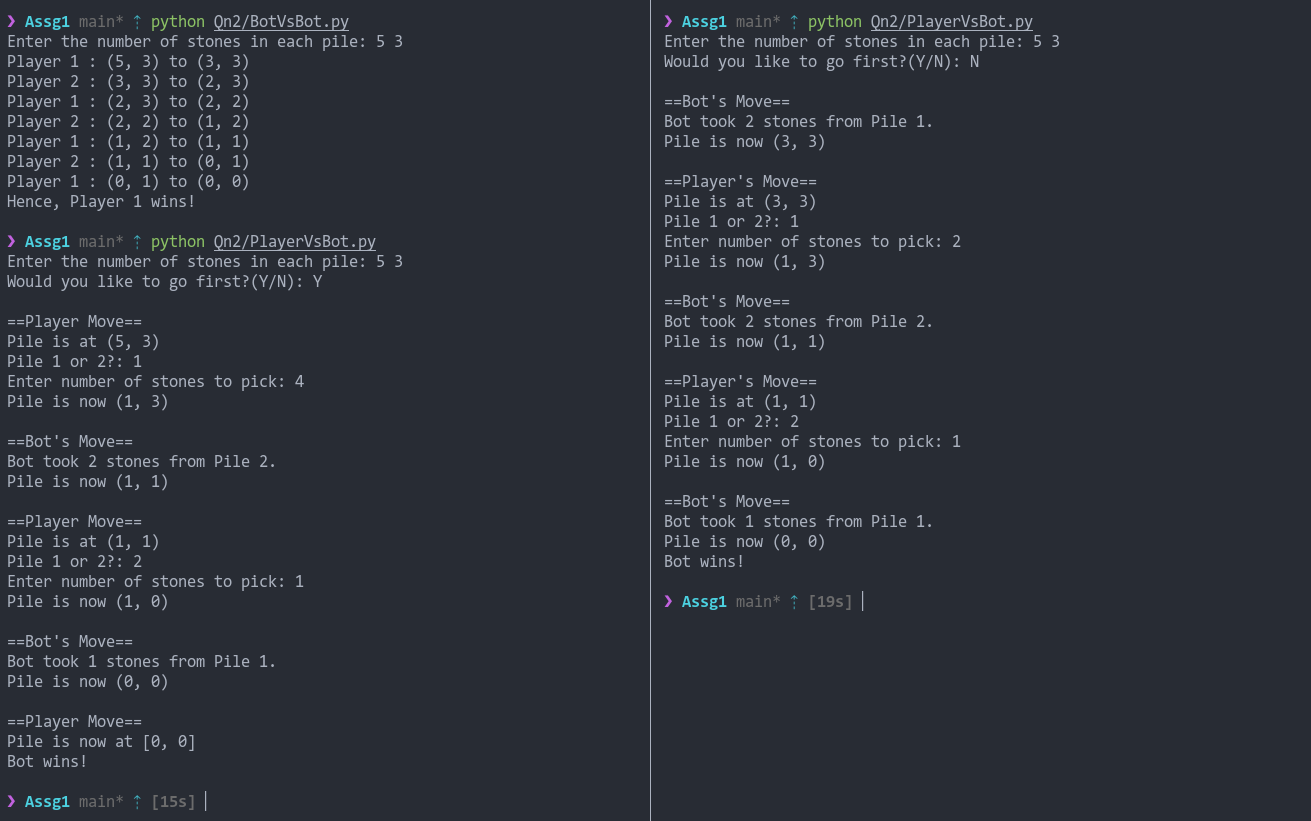 ❯ Assg1 main* ⇡ python Qn2/BotVsBot.py
Enter the number of stones in each pile: 5 3
Player 1 : (5, 3) to (3, 3)
Player 2 : (3, 3) to (2, 3)
Player 1 : (2, 3) to (2, 2)
Player 2 : (2, 2) to (1, 2)
Player 1 : (1, 2) to (1, 1)
Player 2 : (1, 1) to (0, 1)
Player 1 : (0, 1) to (0, 0)
Hence, Player 1 wins!
❯ Assg1 main* ⇡ python Qn2/PlayerVsBot.py
Enter the number of stones in each pile: 5 3
Would you like to go first?(Y/N): Y
==Player Move==
Pile is at (5, 3)
Pile 1 or 2?: 1
Enter number of stones to pick: 4
Pile is now (1, 3)
==Bot's Move==
Bot took 2 stones from Pile 2.
Pile is now (1, 1)
==Player Move==
Pile is at (1, 1)
Pile 1 or 2?: 2
Enter number of stones to pick: 1
Pile is now (1, 0)
==Bot's Move==
Bot took 1 stones from Pile 1.
Pile is now (0, 0)
==Player Move==
Pile is now at [0, 0]
Bot wins!
❯ Assg1 main* ⇡ [15s]
❯ Assg1 main* ⇡ python Qn2/PlayerVsBot.py
Enter the number of stones in each pile: 5 3
Would you like to go first?(Y/N): N
==Bot's Move==
Bot took 2 stones from Pile 1.
Pile is now (3, 3)
==Player's Move==
Pile is at (3, 3)
Pile 1 or 2?: 1
Enter number of stones to pick: 2
Pile is now (1, 3)
==Bot's Move==
Bot took 2 stones from Pile 2.
Pile is now (1, 1)
==Player's Move==
Pile is at (1, 1)
Pile 1 or 2?: 2
Enter number of stones to pick: 1
Pile is now (1, 0)
==Bot's Move==
Bot took 1 stones from Pile 1.
Pile is now (0, 0)
Bot wins!
❯ Assg1 main* ⇡ [19s]